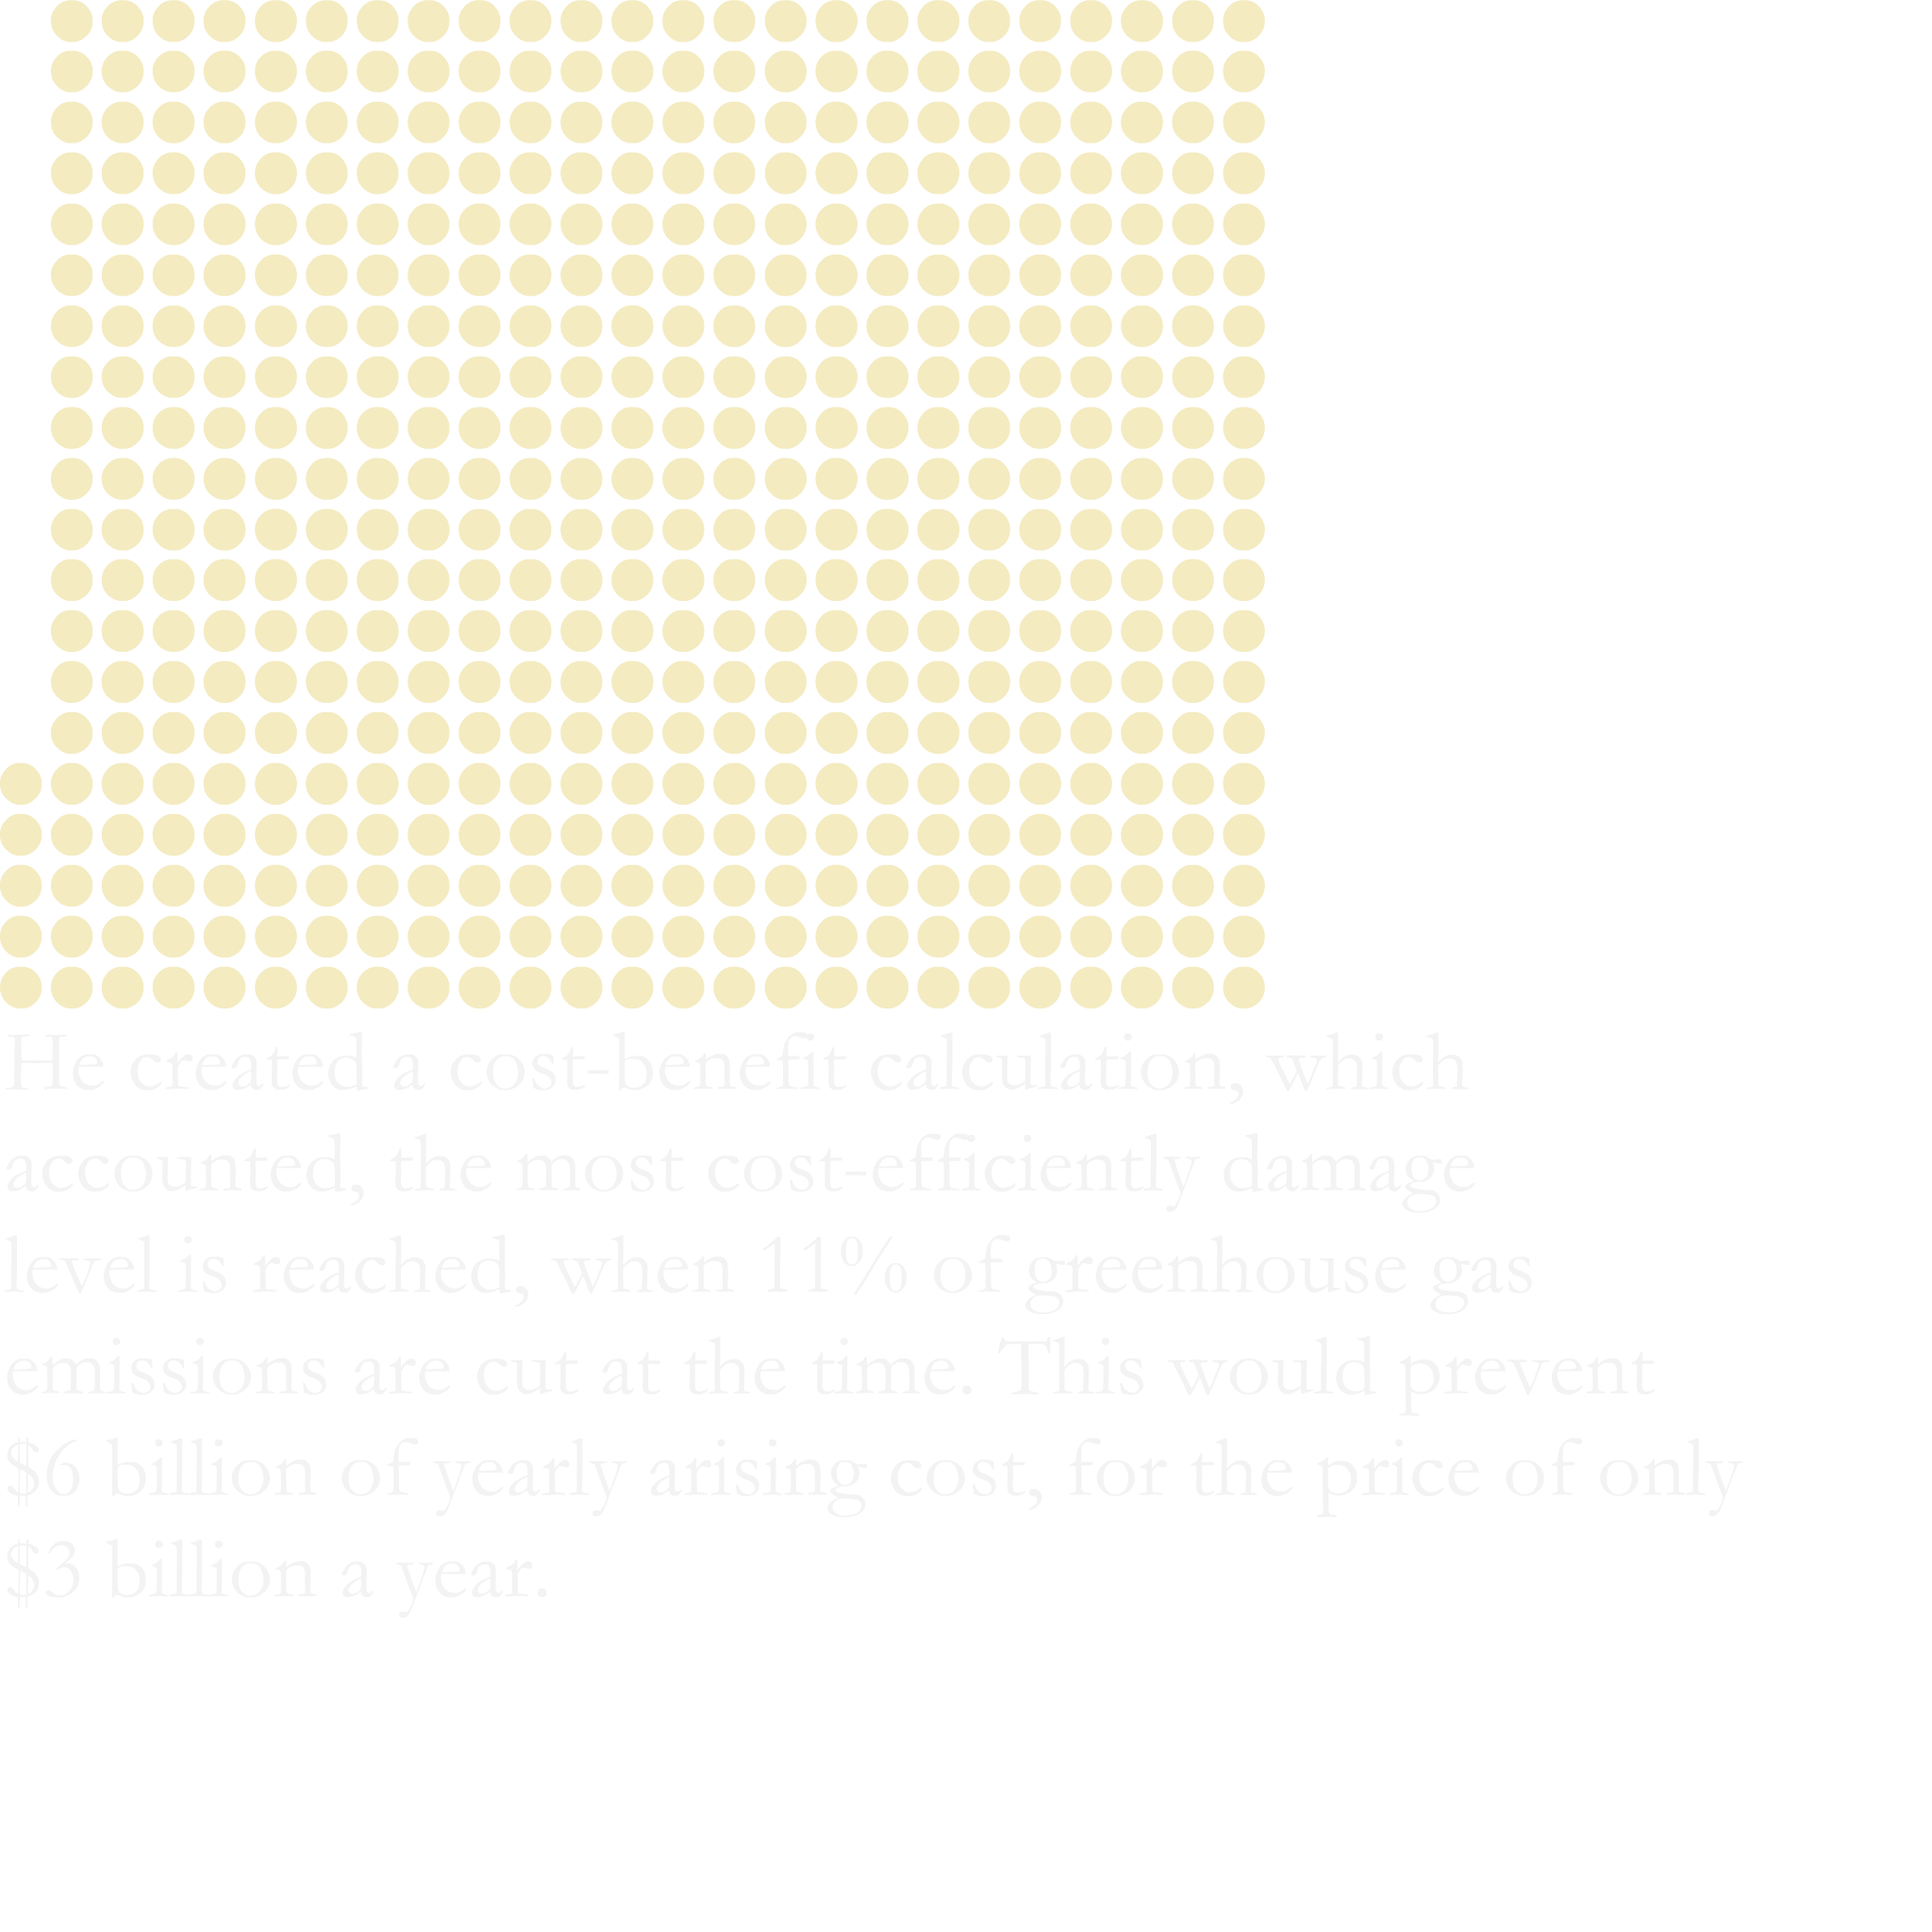 He created a cost-benefit calculation, which
accounted, the most cost-efficiently damage
level is reached, when 11% of greenhouse gas
emissions are cut at the time. This would prevent
$6 billion of yearly arising cost, for the price of only
$3 billion a year.